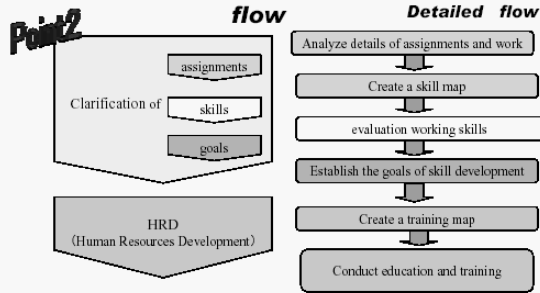 Point2
flow
Detailed flow
Clarification of
assignments
skills
goals
HRD
(Human Resources Development)
Analyze details of assignments and work
Create a skill map
evaluation working skills
Establish the goals of skill development
Create a training map
Conduct education and training